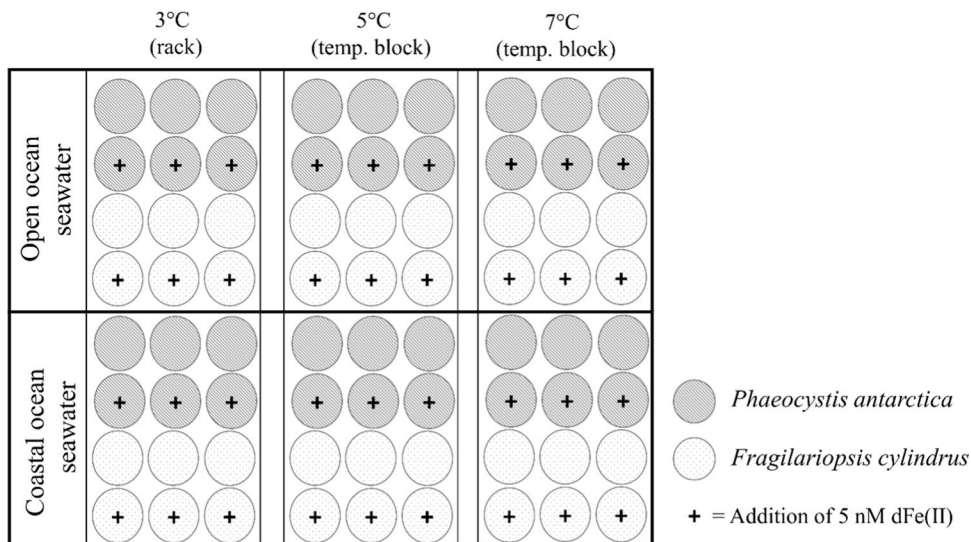 3°C
(rack)
5°C
(temp. block)
7°C
(temp. block)
Open ocean
seawater
+ + + + + + + + +
+ + + + + + + + +
Coastal ocean
seawater
+ + + + + + + + +
+ + + + + + + + +
Phaeocystis antarctica
Fragilariopsis cylindrus
+ = Addition of 5 nM dFe(II)